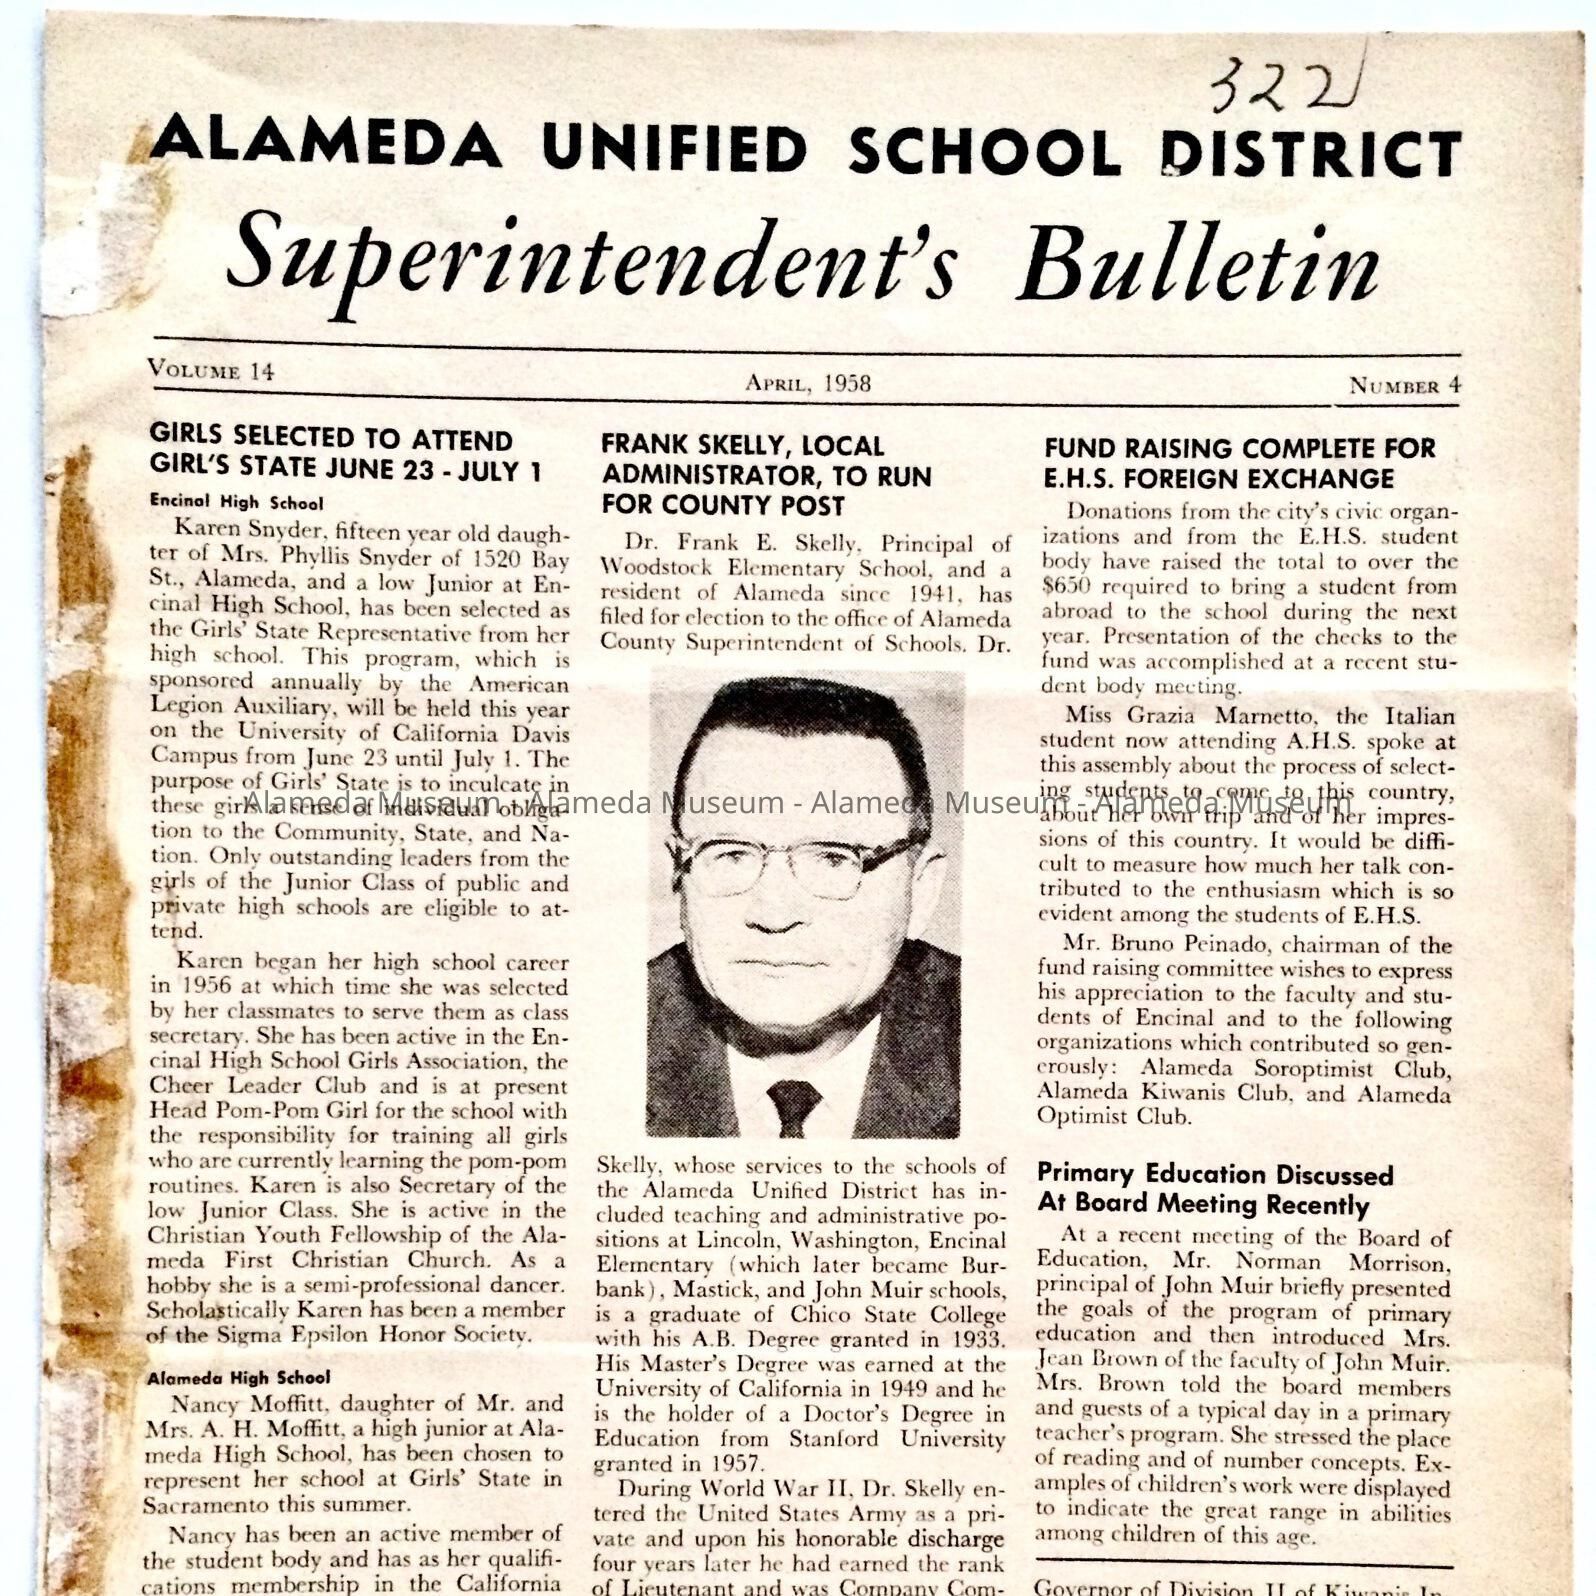 322
ALAMEDA UNIFIED SCHOOL DISTRICT
Superintendent's Bulletin
VOLUME 14
APRIL, 1958
NUMBER 4
GIRLS SELECTED TO ATTEND
GIRL'S STATE JUNE 23 - JULY 1
Encinal High School
Karen Snyder, fifteen year old daugh-
ter of Mrs. Phyllis Snyder of 1520 Bay
St., Alameda, and a low Junior at En-
cinal High School, has been selected as
the Girls' State Representative from her
high school. This program, which is
sponsored annually by the American
Legion Auxiliary, will be held this year
on the University of California Davis
Campus from June 23 until July 1. The
purpose of Girls' State is to inculcate in
these girls a sense of individual obliga-
tion to the Community, State, and Na-
tion. Only outstanding leaders from the
girls of the Junior Class of public and
private high schools are eligible to at-
tend.
Karen began her high school career
in 1956 at which time she was selected
by her classmates to serve them as class
secretary. She has been active in the En-
cinal High School Girls Association, the
Cheer Leader Club and is at present
Head Pom-Pom Girl for the school with
the responsibility for training all girls
who are currently learning the pom-pom
routines. Karen is also Secretary of the
low Junior Class. She is active in the
Christian Youth Fellowship of the Ala-
meda First Christian Church. As a
hobby she is a semi-professional dancer.
Scholastically Karen has been a member
of the Sigma Epsilon Honor Society.
Alameda High School
Nancy Moffitt, daughter of Mr. and
Mrs. A. H. Moffitt, a high junior at Ala-
meda High School, has been chosen to
represent her school at Girls' State in
Sacramento this summer.
Nancy has been an active member of
the student body and has as her qualifi-
cations membership in the California
FRANK SKELLY, LOCAL
ADMINISTRATOR, TO RUN
FOR COUNTY POST
Dr. Frank E. Skelly, Principal of
Woodstock Elementary School, and a
resident of Alameda since 1941, has
filed for election to the office of Alameda
County Superintendent of Schools. Dr.
Skelly, whose services to the schools of
the Alameda Unified District has in-
cluded teaching and administrative po-
sitions at Lincoln, Washington, Encinal
Elementary (which later became Bur-
bank), Mastick, and John Muir schools,
is a graduate of Chico State College
with his A.B. Degree granted in 1933.
His Master's Degree was earned at the
University of California in 1949 and he
is the holder of a Doctor's Degree in
Education from Stanford University
granted in 1957.
During World War II, Dr. Skelly en-
tered the United States Army as a pri-
vate and upon his honorable discharge
four years later he had earned the rank
of Lieutenant and was Company Com-
FUND RAISING COMPLETE FOR
E.H.S. FOREIGN EXCHANGE
Donations from the city's civic organ-
izations and from the E.H.S. student
body have raised the total to over the
$650 required to bring a student from
abroad to the school during the next
year. Presentation of the checks to the
fund was accomplished at a recent stu-
dent body meeting.
Miss Grazia Marnetto, the Italian
student now attending A.H.S. spoke at
this assembly about the process of select-
ing students to come to this country,
about her own trip and of her impres-
sions of this country. It would be diffi-
cult to measure how much her talk con-
tributed to the enthusiasm which is so
evident among the students of E.H.S.
Mr. Bruno Peinado, chairman of the
fund raising committee wishes to express
his appreciation to the faculty and stu-
dents of Encinal and to the following
organizations which contributed so gen-
erously: Alameda Soroptimist Club,
Alameda Kiwanis Club, and Alameda
Optimist Club.
Primary Education Discussed
At Board Meeting Recently
At a recent meeting of the Board of
Education, Mr. Norman Morrison,
principal of John Muir briefly presented
the goals of the program of primary
education and then introduced Mrs.
Jean Brown of the faculty of John Muir.
Mrs. Brown told the board members
and guests of a typical day in a primary
teacher's program. She stressed the place
of reading and of number concepts. Ex-
amples of children's work were displayed
to indicate the great range in abilities
among children of this age.
Governor of Division II of Kiwanis In-
Alameda Museum - Alameda Museum - Alameda Museum - Alameda Museum